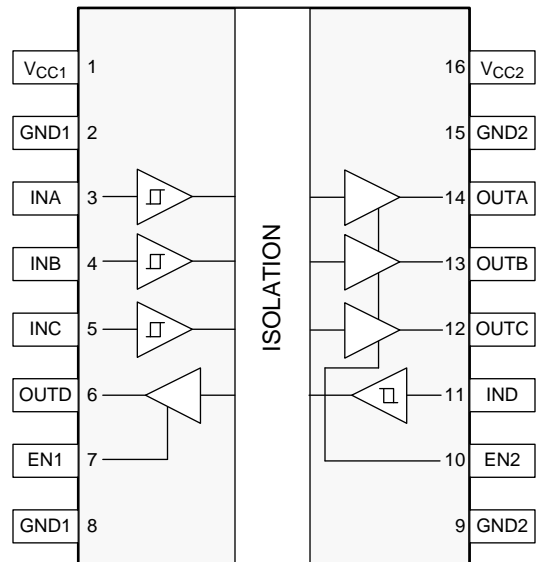 VCC1 1 16 VCC2
GND1 2 15 GND2
INA 3 14 OUTA
INB 4 13 OUTB
INC 5 12 OUTC
OUTD 6 11 IND
EN1 7 10 EN2
GND1 8 9 GND2
ISOLATION